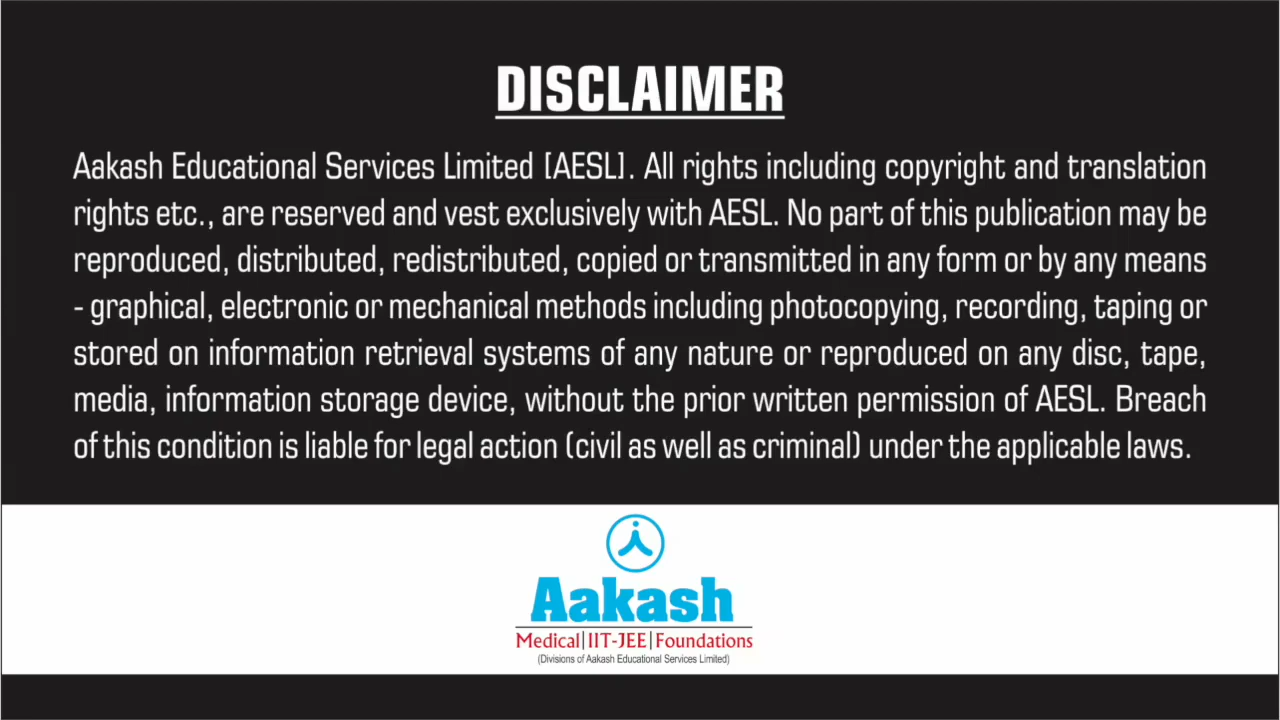 DISCLAIMER
Aakash Educational Services Limited [AESL]. All rights including copyright and translation
rights etc., are reserved and vest exclusively with AESL. No part of this publication may be
reproduced, distributed, redistributed, copied or transmitted in any form or by any means
- graphical, electronic or mechanical methods including photocopying, recording, taping or
stored on information retrieval systems of any nature or reproduced on any disc, tape,
media, information storage device, without the prior written permission of AESL. Breach
of this condition is liable for legal action (civil as well as criminal) under the applicable laws.
Aakash
Medical|IIT-JEE|Foundations
(Divisions of Aakash Educational Services Limited)